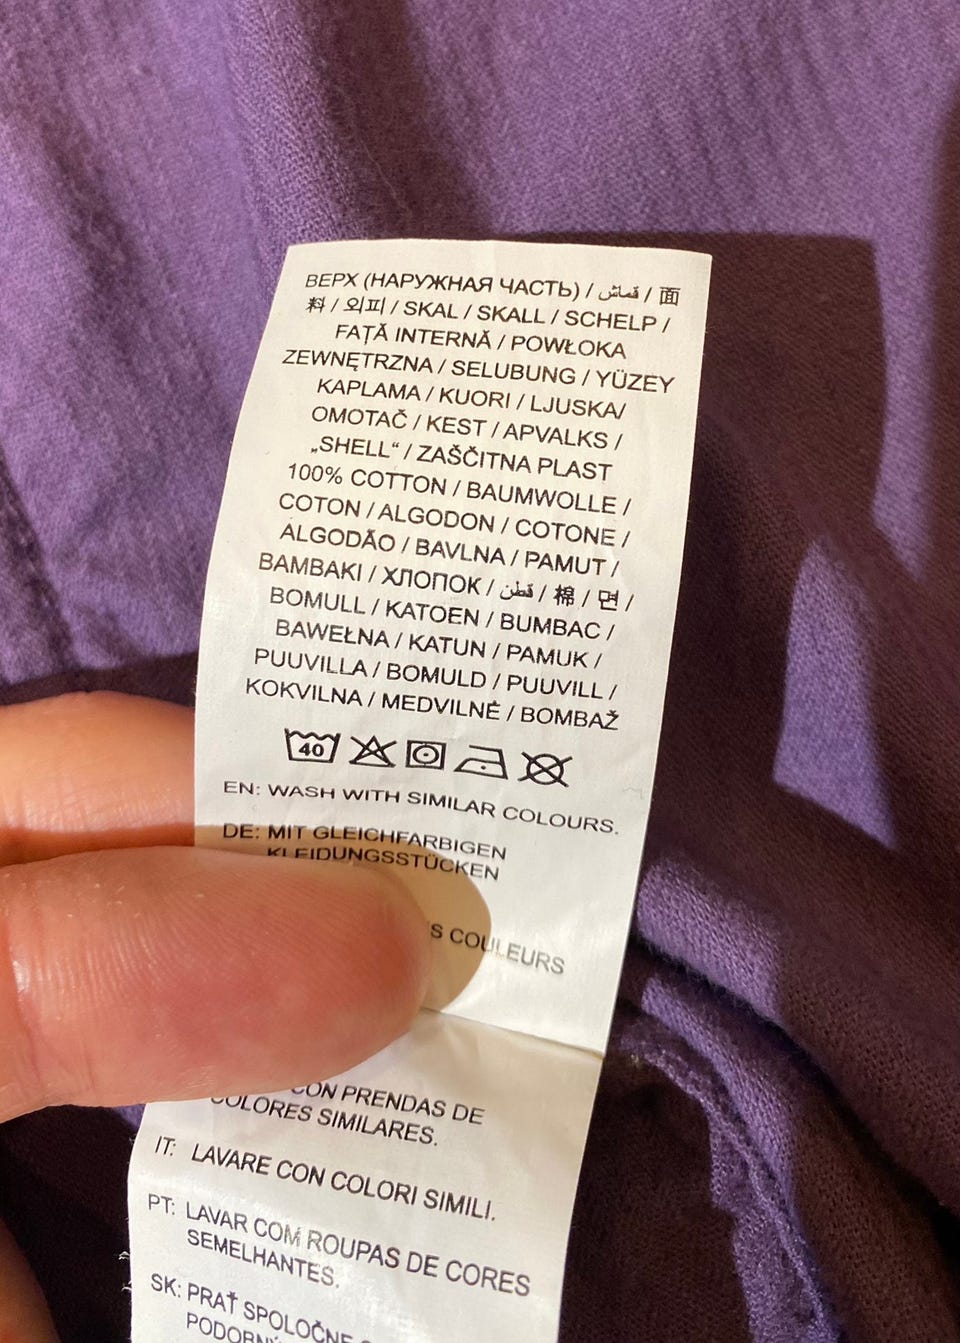 ВЕРХ (НАРУЖНАЯ ЧАСТЬ) / قماش / 面
料 / 외피 / SKAL / SKALL / SCHELP /
FAȚĂ INTERNĂ / POWŁOKA
ZEWNĘTRZNA / SELUBUNG / YÜZEY
KAPLAMA / KUORI / LJUSKA/
OMOTAČ / KEST / APVALKS /
„SHELL“ / ZAŠČITNA PLAST
100% COTTON / BAUMWOLLE /
COTON / ALGODON / COTONE /
ALGODÃO / BAVLNA / PAMUT /
BAMBAKI / ХЛОПОК / قطن / 棉 / 면 /
BOMULL / KATOEN / BUMBAC /
BAWEŁNA / KATUN / PAMUK /
PUUVILLA / BOMULD / PUUVILL /
KOKVILNA / MEDVILNĖ / BOMBAŽ
40
EN: WASH WITH SIMILAR COLOURS.
DE: MIT GLEICHFARBIGEN
KLEIDUNGSSTÜCKEN
S COULEURS
CON PRENDAS DE
COLORES SIMILARES.
IT: LAVARE CON COLORI SIMILI.
PT: LAVAR COM ROUPAS DE CORES
SEMELHANTES.
SK: PRAŤ SPOLOČNE